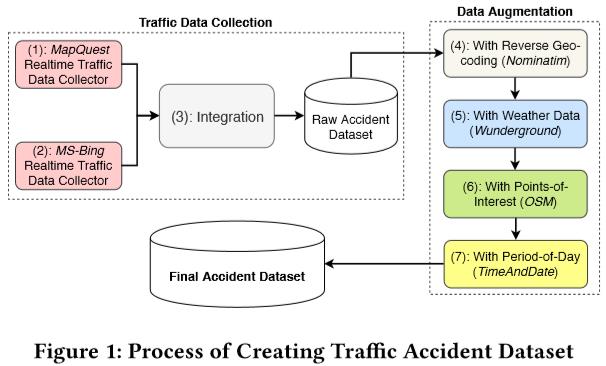 Traffic Data Collection
(1): MapQuest
Realtime Traffic
Data Collector
(2): MS-Bing
Realtime Traffic
Data Collector
(3): Integration
Raw Accident
Dataset
Data Augmentation
(4): With Reverse Geo-
coding (Nominatim)
(5): With Weather Data
(Wunderground)
(6): With Points-of-
Interest (OSM)
(7): With Period-of-Day
(TimeAndDate)
Final Accident Dataset
Figure 1: Process of Creating Traffic Accident Dataset